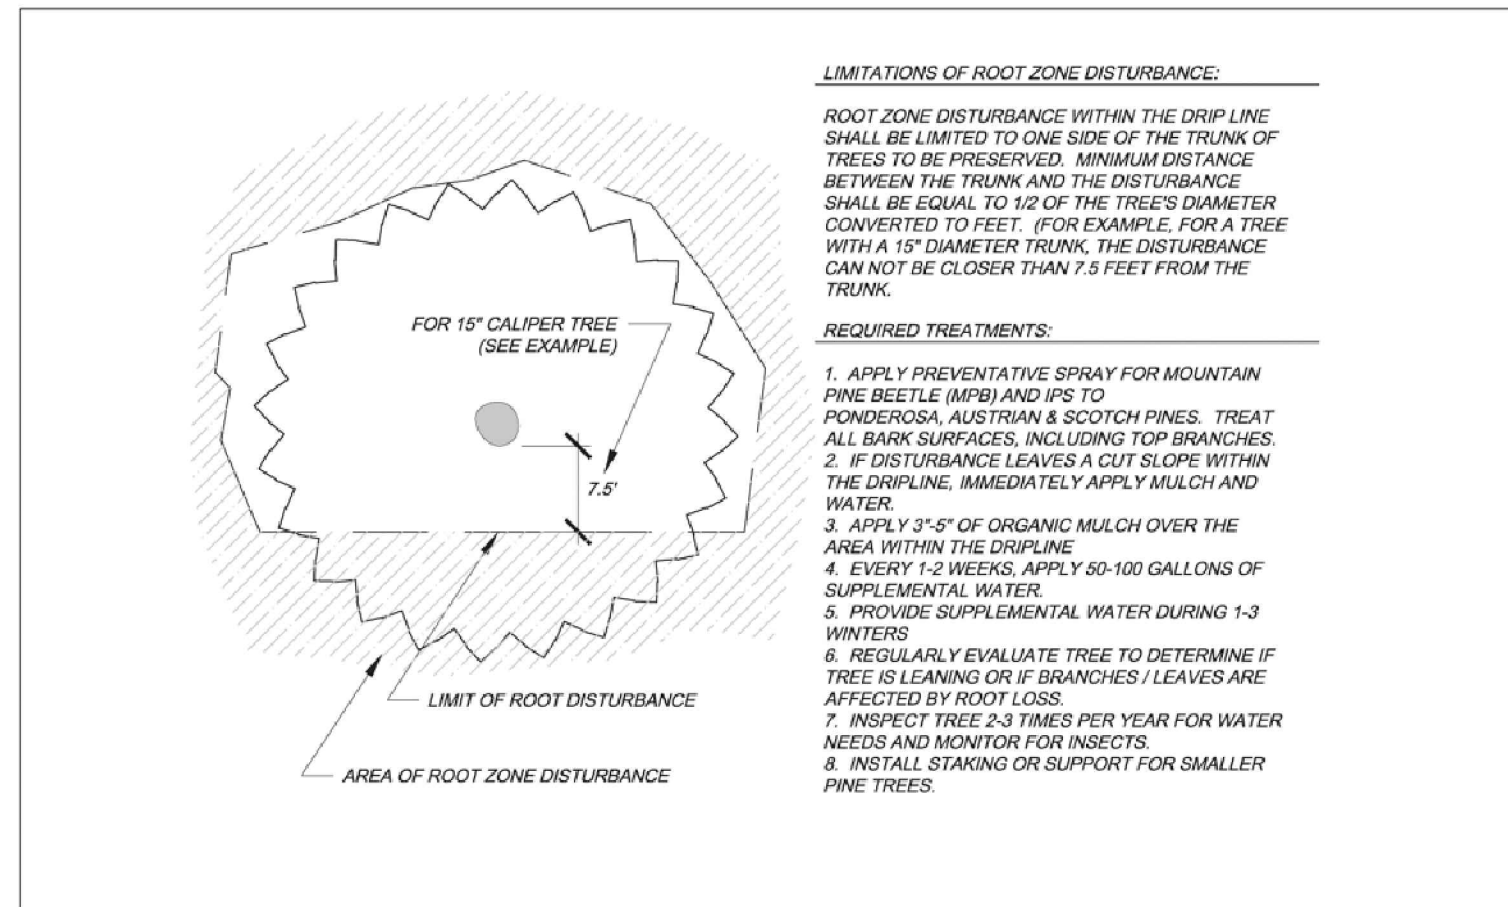 LIMITATIONS OF ROOT ZONE DISTURBANCE:
ROOT ZONE DISTURBANCE WITHIN THE DRIP LINE
SHALL BE LIMITED TO ONE SIDE OF THE TRUNK OF
TREES TO BE PRESERVED. MINIMUM DISTANCE
BETWEEN THE TRUNK AND THE DISTURBANCE
SHALL BE EQUAL TO 1/2 OF THE TREE'S DIAMETER
CONVERTED TO FEET. (FOR EXAMPLE, FOR A TREE
WITH A 15" DIAMETER TRUNK, THE DISTURBANCE
CAN NOT BE CLOSER THAN 7.5 FEET FROM THE
TRUNK.
REQUIRED TREATMENTS:
1. APPLY PREVENTATIVE SPRAY FOR MOUNTAIN
PINE BEETLE (MPB) AND IPS TO
PONDEROSA, AUSTRIAN & SCOTCH PINES. TREAT
ALL BARK SURFACES, INCLUDING TOP BRANCHES.
2. IF DISTURBANCE LEAVES A CUT SLOPE WITHIN
THE DRIPLINE, IMMEDIATELY APPLY MULCH AND
WATER.
3. APPLY 3"-5" OF ORGANIC MULCH OVER THE
AREA WITHIN THE DRIPLINE
4. EVERY 1-2 WEEKS, APPLY 50-100 GALLONS OF
SUPPLEMENTAL WATER.
5. PROVIDE SUPPLEMENTAL WATER DURING 1-3
WINTERS
6. REGULARLY EVALUATE TREE TO DETERMINE IF
TREE IS LEANING OR IF BRANCHES / LEAVES ARE
AFFECTED BY ROOT LOSS.
7. INSPECT TREE 2-3 TIMES PER YEAR FOR WATER
NEEDS AND MONITOR FOR INSECTS.
8. INSTALL STAKING OR SUPPORT FOR SMALLER
PINE TREES.
FOR 15" CALIPER TREE
(SEE EXAMPLE)
7.5'
LIMIT OF ROOT DISTURBANCE
AREA OF ROOT ZONE DISTURBANCE